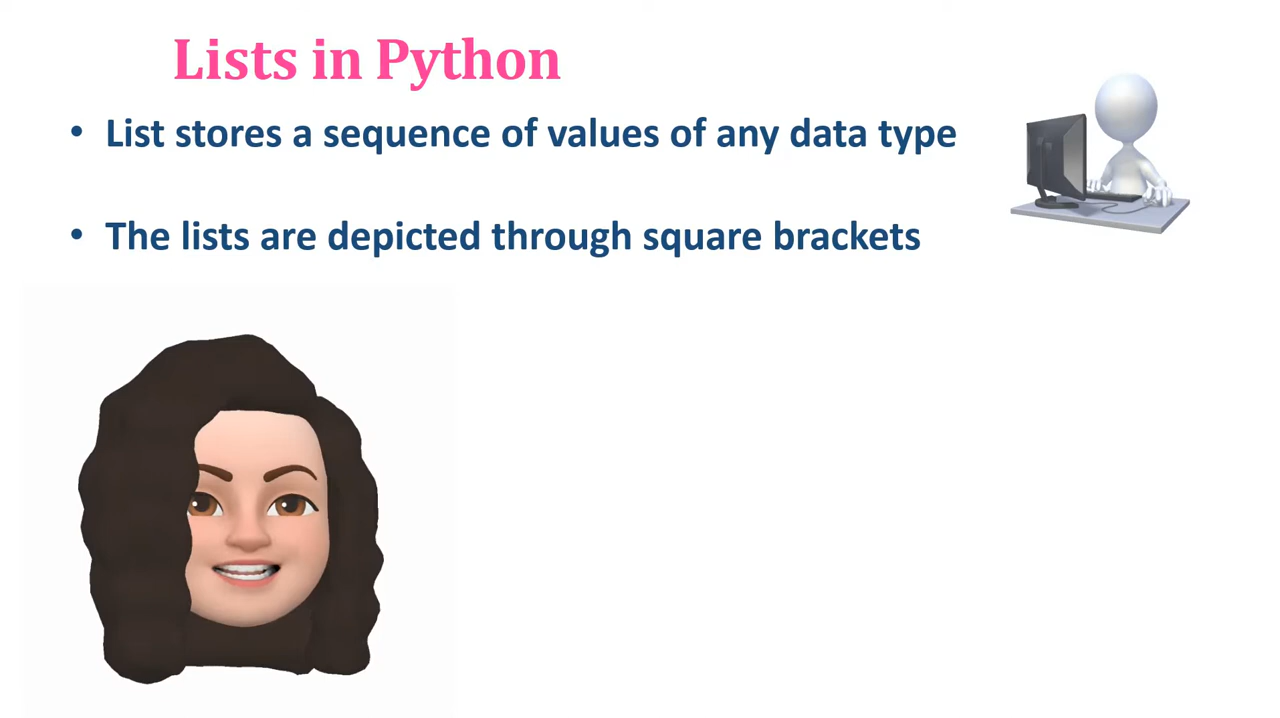 Lists in Python
• List stores a sequence of values of any data type
• The lists are depicted through square brackets